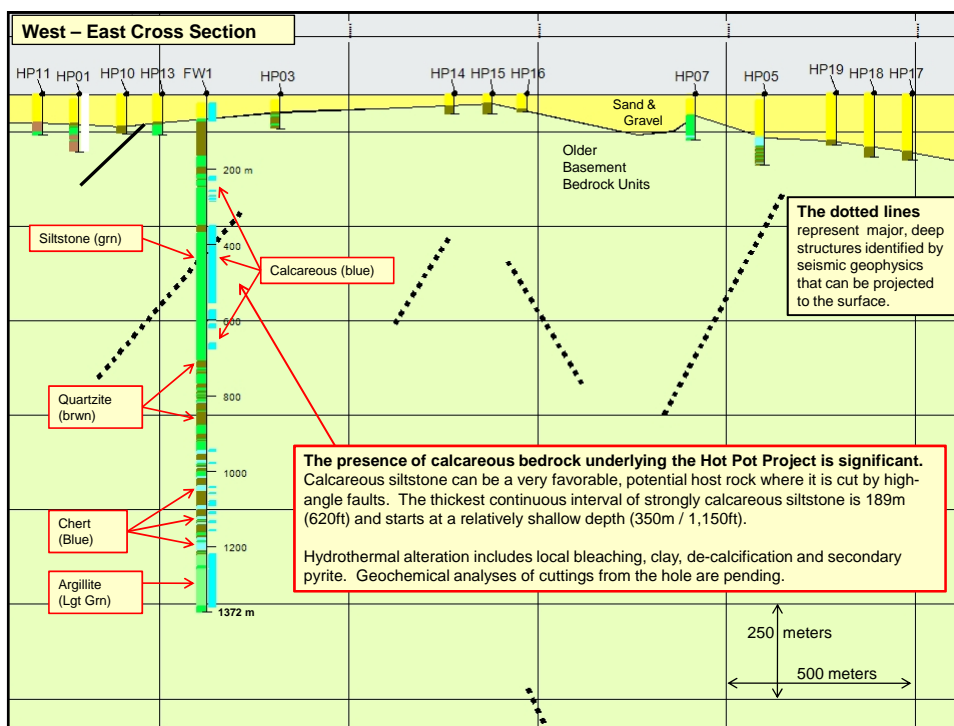 West – East Cross Section
HP11
HP01
HP10
HP13
FW1
HP03
HP14
HP15
HP16
HP07
HP05
HP19
HP18
HP17
Sand &
Gravel
Older
Basement
Bedrock Units
200 m
400
600
800
1000
1200
1372 m
Siltstone (grn)
Calcareous (blue)
The dotted lines
represent major, deep
structures identified by
seismic geophysics
that can be projected
to the surface.
Quartzite
(brwn)
Chert
(Blue)
Argillite
(Lgt Grn)
The presence of calcareous bedrock underlying the Hot Pot Project is significant.
Calcareous siltstone can be a very favorable, potential host rock where it is cut by high-
angle faults. The thickest continuous interval of strongly calcareous siltstone is 189m
(620ft) and starts at a relatively shallow depth (350m / 1,150ft).
Hydrothermal alteration includes local bleaching, clay, de-calcification and secondary
pyrite. Geochemical analyses of cuttings from the hole are pending.
250 meters
500 meters